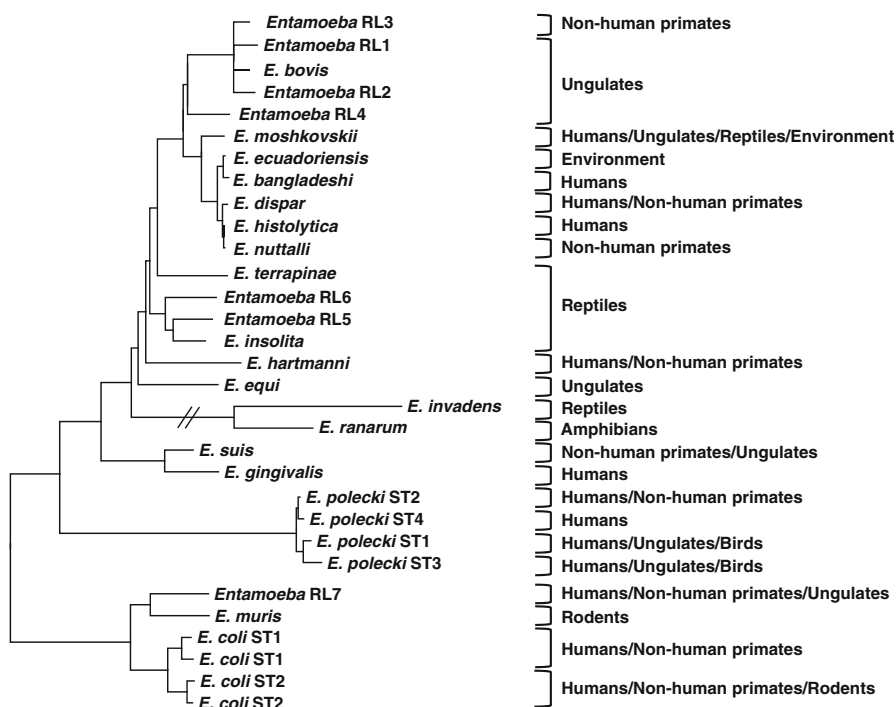 Entamoeba RL3 Non-human primates
Entamoeba RL1
E. bovis
Ungulates
Entamoeba RL2
Entamoeba RL4
E. moshkovskii Humans/Ungulates/Reptiles/Environment
E. ecuadoriensis Environment
E. bangladeshi Humans
E. dispar Humans/Non-human primates
E. histolytica Humans
E. nuttalli Non-human primates
E. terrapinae
Entamoeba RL6
Reptiles
Entamoeba RL5
E. insolita
E. hartmanni Humans/Non-human primates
E. equi Ungulates
E. invadens Reptiles
E. ranarum Amphibians
E. suis Non-human primates/Ungulates
E. gingivalis Humans
E. polecki ST2 Humans/Non-human primates
E. polecki ST4 Humans
E. polecki ST1 Humans/Ungulates/Birds
E. polecki ST3 Humans/Ungulates/Birds
Entamoeba RL7 Humans/Non-human primates/Ungulates
E. muris Rodents
E. coli ST1
Humans/Non-human primates
E. coli ST1
E. coli ST2
Humans/Non-human primates/Rodents
E. coli ST2